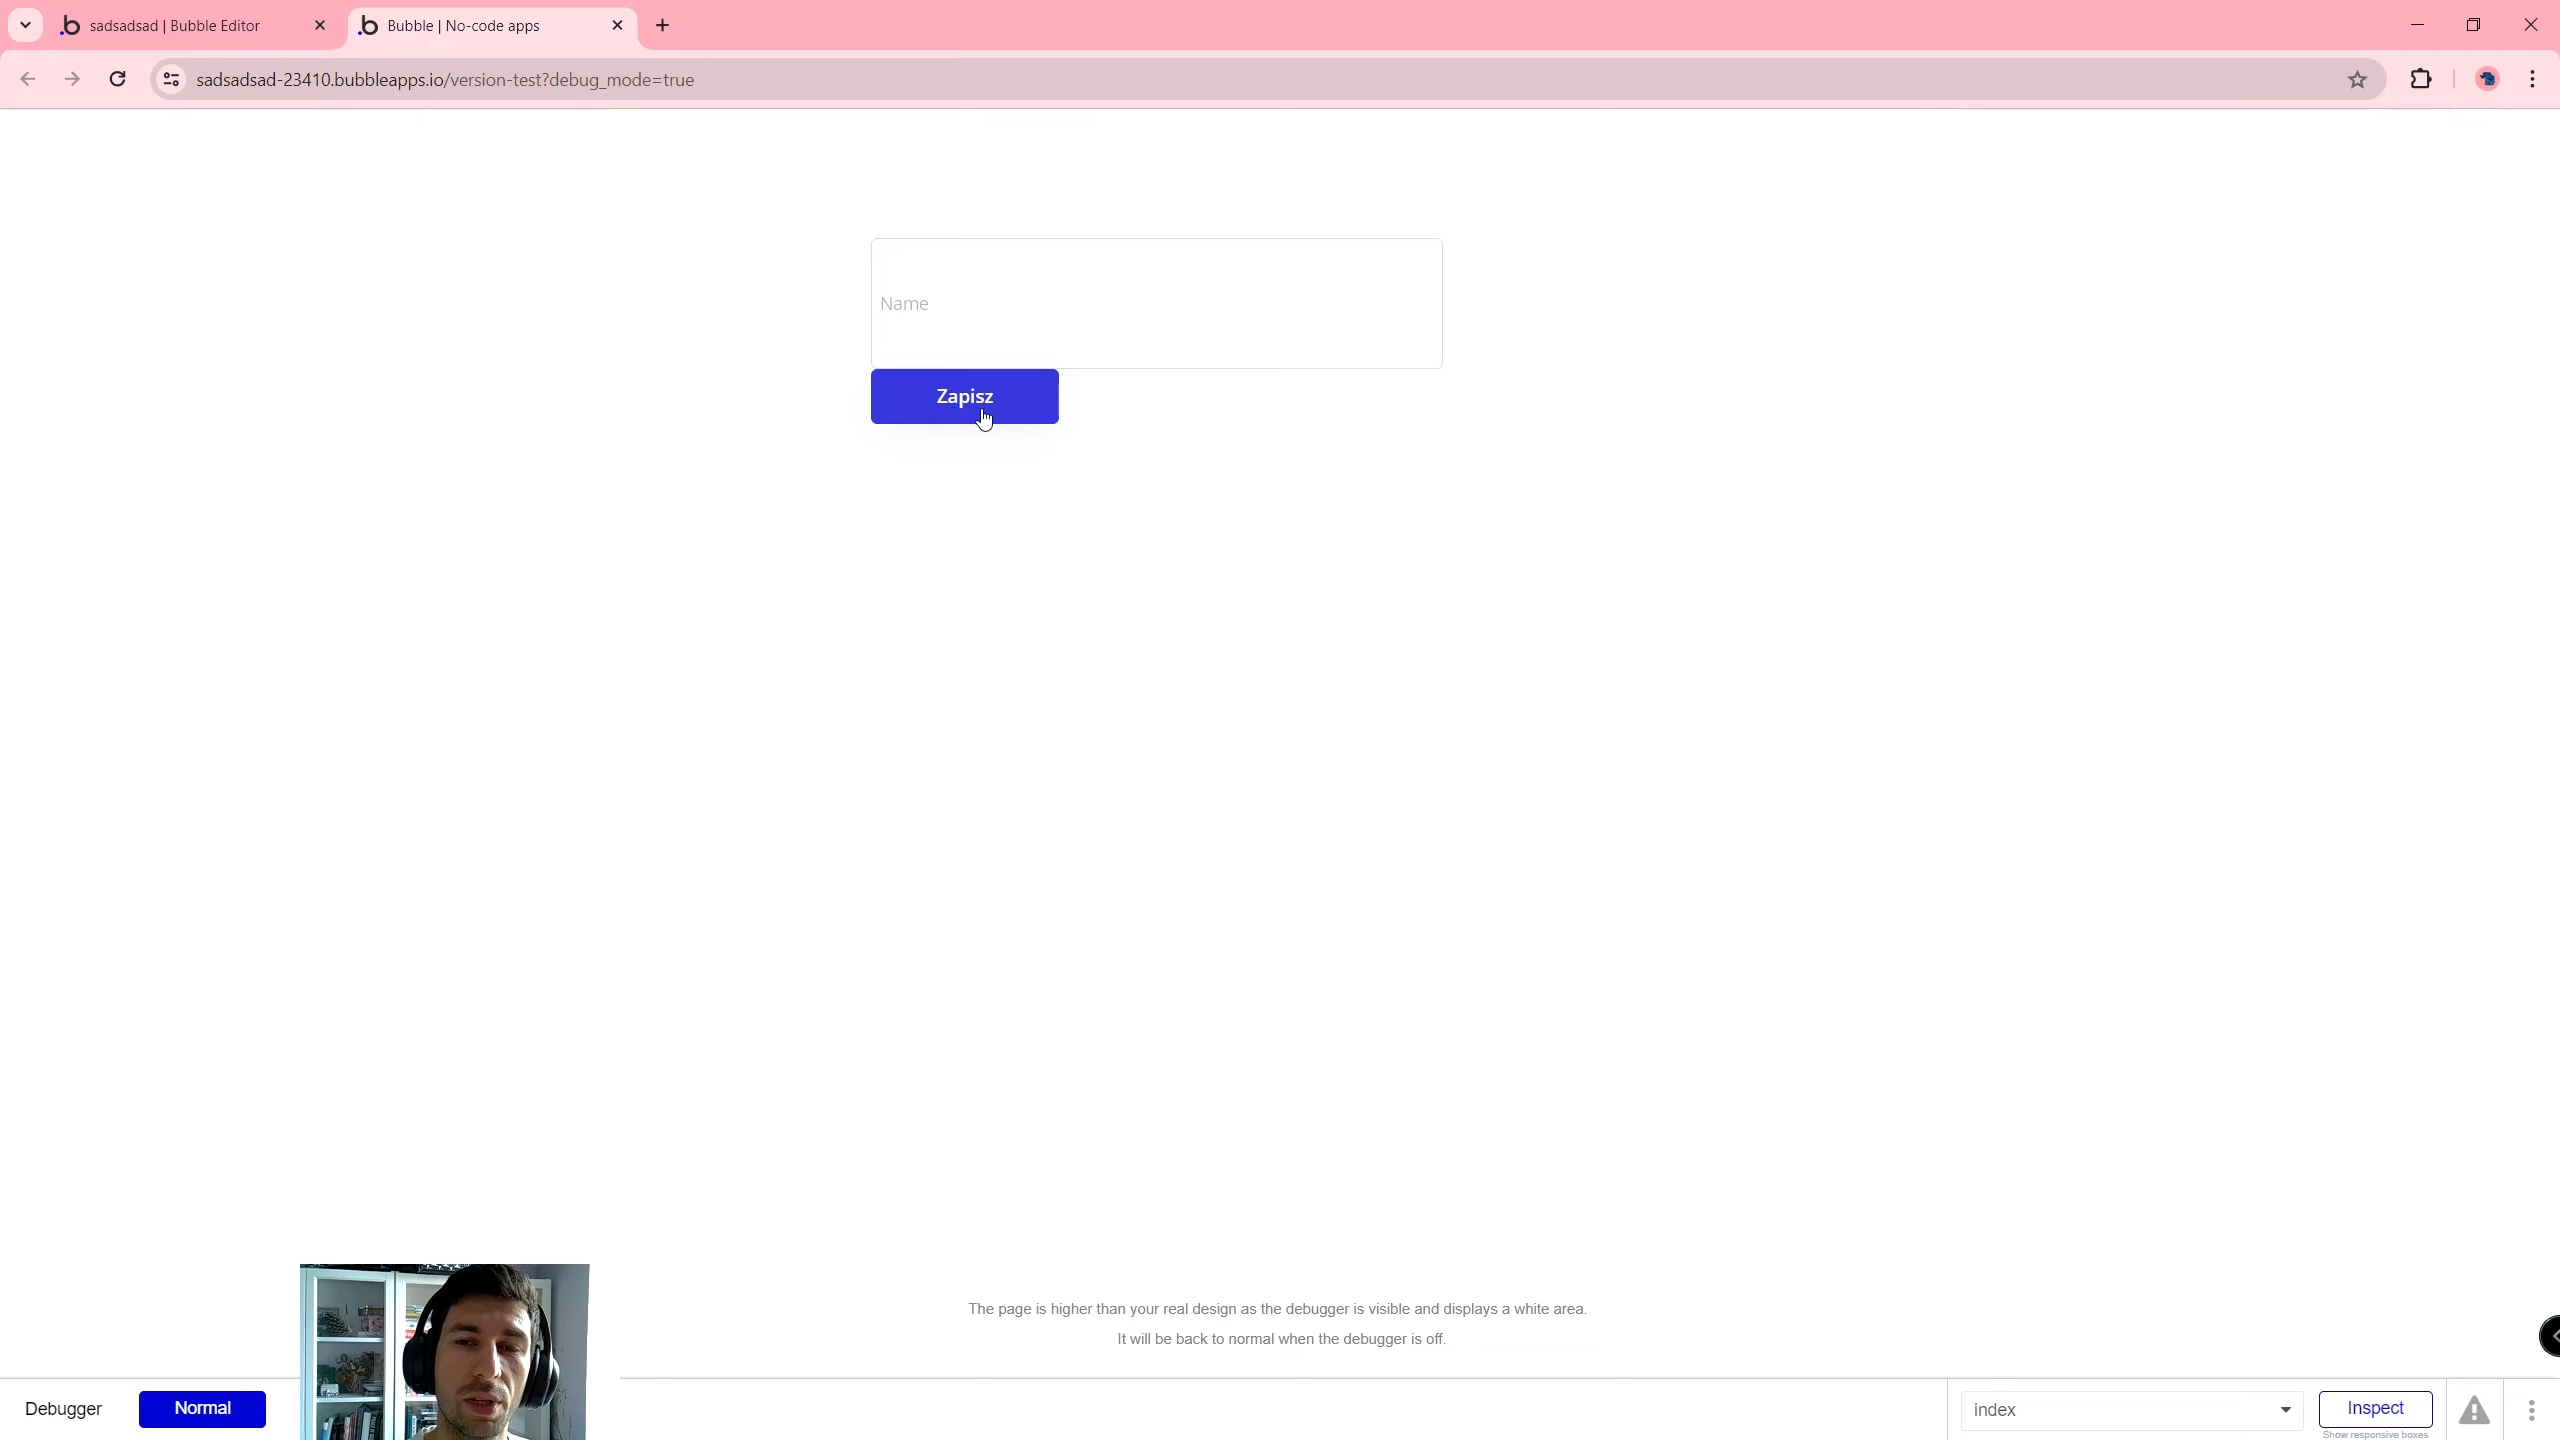 sadsadsad | Bubble Editor
Bubble | No-code apps
sadsadsad-23410.bubbleapps.io/version-test?debug_mode=true
Name
Zapisz
The page is higher than your real design as the debugger is visible and displays a white area.
It will be back to normal when the debugger is off.
Debugger
Normal
index
Inspect
Show responsive boxes